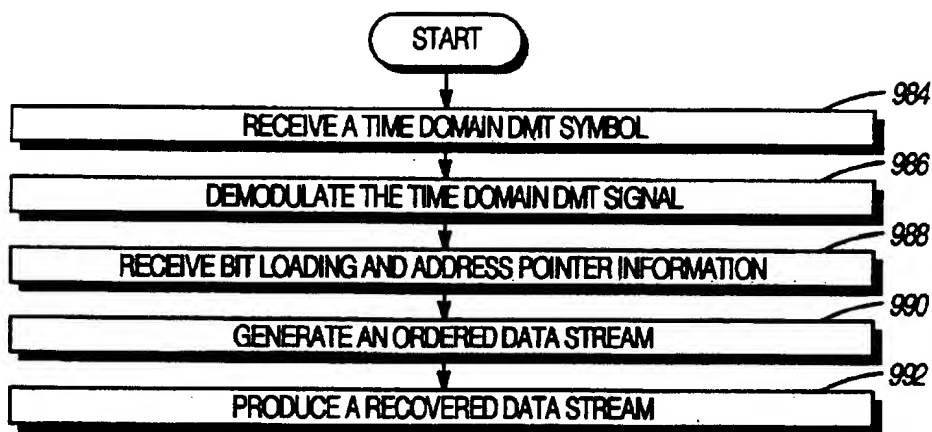 START
984
RECEIVE A TIME DOMAIN DMT SYMBOL
986
DEMODULATE THE TIME DOMAIN DMT SIGNAL
988
RECEIVE BIT LOADING AND ADDRESS POINTER INFORMATION
990
GENERATE AN ORDERED DATA STREAM
992
PRODUCE A RECOVERED DATA STREAM